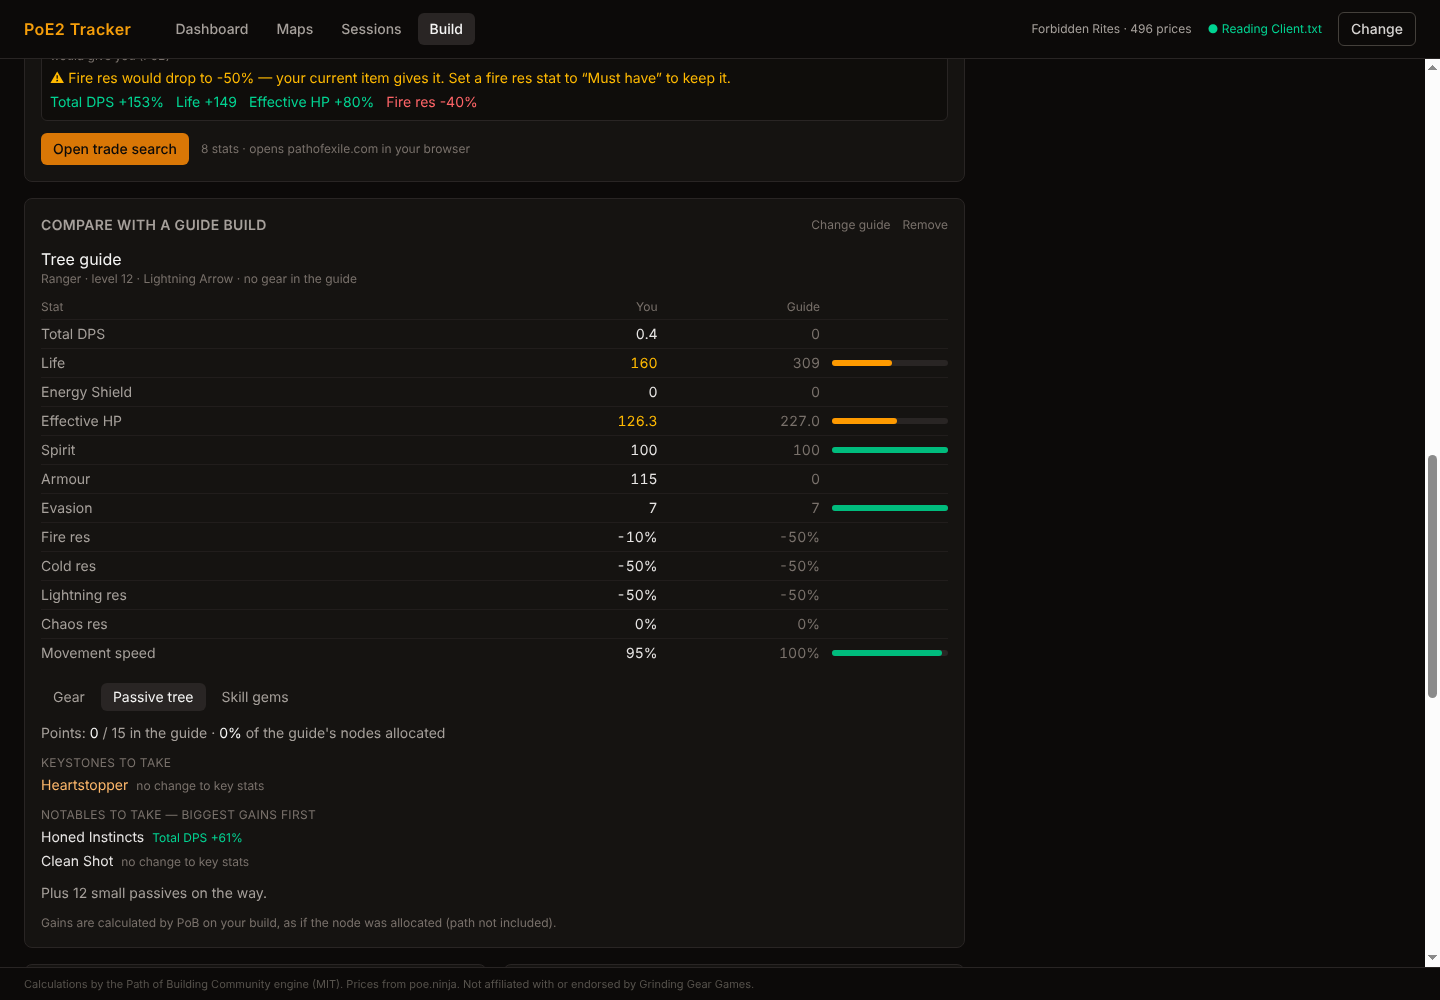 PoE2 Tracker Dashboard Maps Sessions Build Forbidden Rites · 496 prices Reading Client.txt Change
⚠ Fire res would drop to -50% — your current item gives it. Set a fire res stat to “Must have” to keep it.
Total DPS +153% Life +149 Effective HP +80% Fire res -40%
Open trade search 8 stats · opens pathofexile.com in your browser
COMPARE WITH A GUIDE BUILD Change guide Remove
Tree guide
Ranger · level 12 · Lightning Arrow · no gear in the guide
Stat You Guide
Total DPS 0.4 0
Life 160 309
Energy Shield 0 0
Effective HP 126.3 227.0
Spirit 100 100
Armour 115 0
Evasion 7 7
Fire res -10% -50%
Cold res -50% -50%
Lightning res -50% -50%
Chaos res 0% 0%
Movement speed 95% 100%
Gear Passive tree Skill gems
Points: 0 / 15 in the guide · 0% of the guide's nodes allocated
KEYSTONES TO TAKE
Heartstopper no change to key stats
NOTABLES TO TAKE — BIGGEST GAINS FIRST
Honed Instincts Total DPS +61%
Clean Shot no change to key stats
Plus 12 small passives on the way.
Gains are calculated by PoB on your build, as if the node was allocated (path not included).
Calculations by the Path of Building Community engine (MIT). Prices from poe.ninja. Not affiliated with or endorsed by Grinding Gear Games.